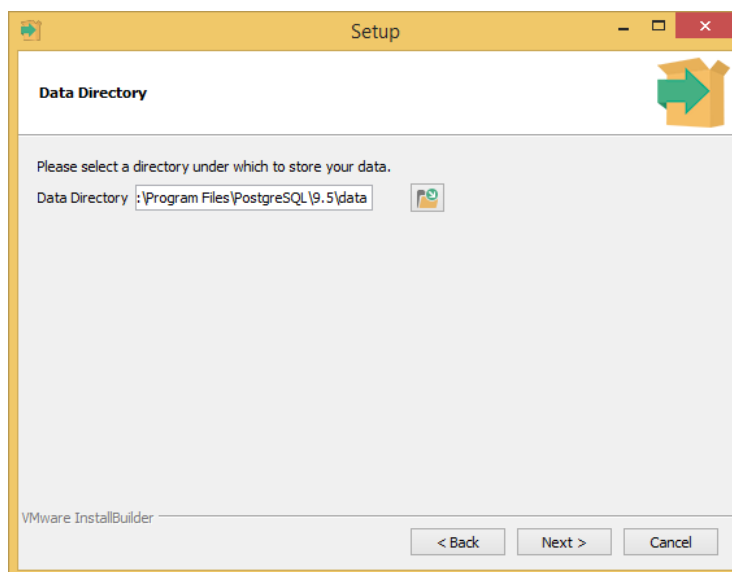 Setup
Data Directory
Please select a directory under which to store your data.
Data Directory :\Program Files\PostgreSQL\9.5\data
VMware InstallBuilder
< Back Next > Cancel